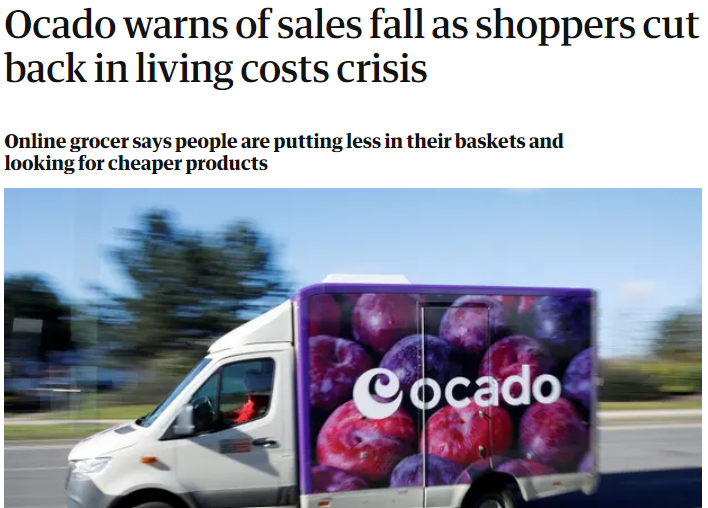 Ocado warns of sales fall as shoppers cut
back in living costs crisis
Online grocer says people are putting less in their baskets and
looking for cheaper products
ocado